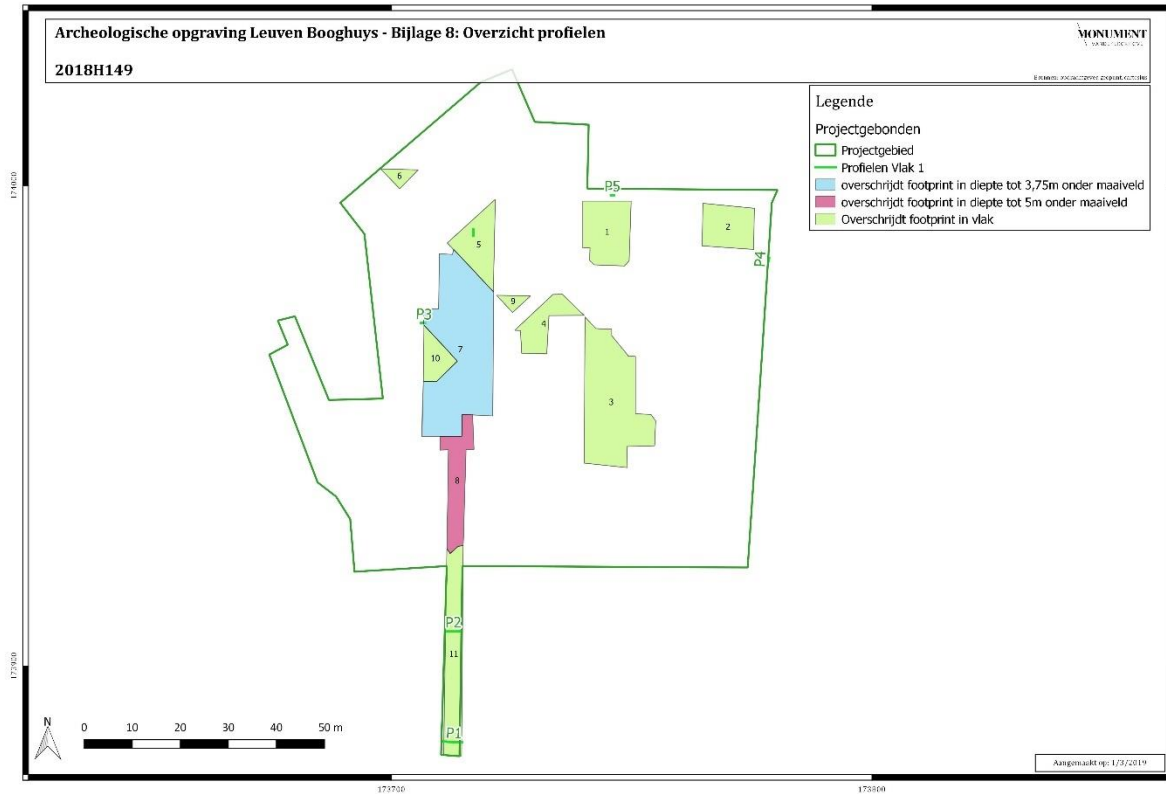 Archeologische opgraving Leuven Booghuys - Bijlage 8: Overzicht profielen
2018H149
MONUMENT
Legende
Projectgebonden
Projectgebied
Profielen Vlak 1
overschrijdt footprint in diepte tot 3,75m onder maaiveld
overschrijdt footprint in diepte tot 5m onder maaiveld
Overschrijdt footprint in vlak
6
P5
1
2
5
P4
9
P3
4
7
10
3
8
P2
11
P1
N
0 10 20 30 40 50 m
174000
173900
173700
173800
Aangemaakt op: 1/3/2019